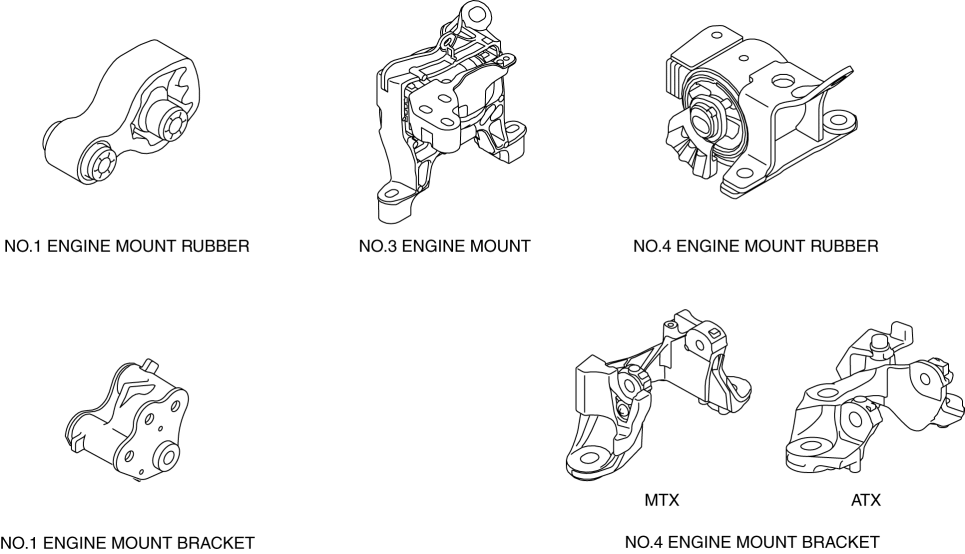 NO.1 ENGINE MOUNT RUBBER
NO.3 ENGINE MOUNT
NO.4 ENGINE MOUNT RUBBER
MTX
ATX
NO.1 ENGINE MOUNT BRACKET
NO.4 ENGINE MOUNT BRACKET